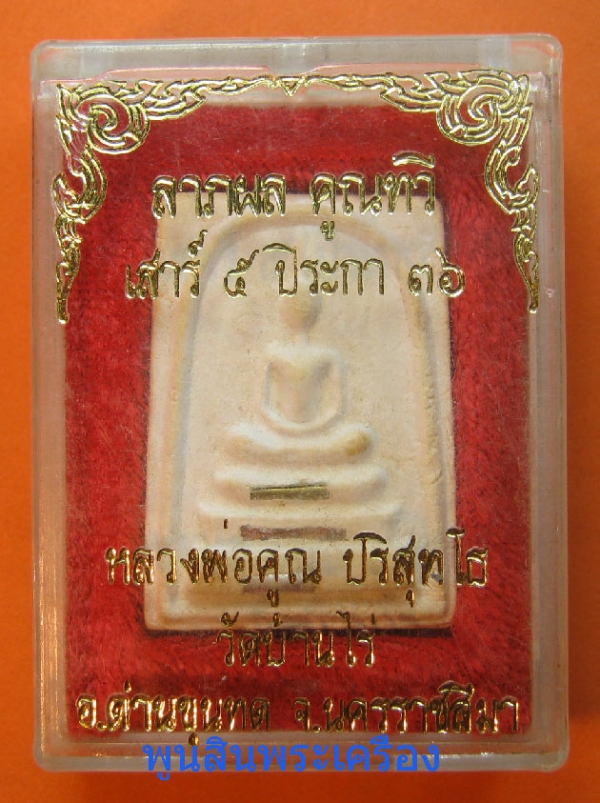 ลาภผล คูณทวี
เสาร์ ๕ ปีระกา ๓๖
หลวงพ่อคูณ ปริสุทโธ
วัดบ้านไร่
อ.ด่านขุนทด จ.นครราชสีมา
พูนสินพระเครื่อง